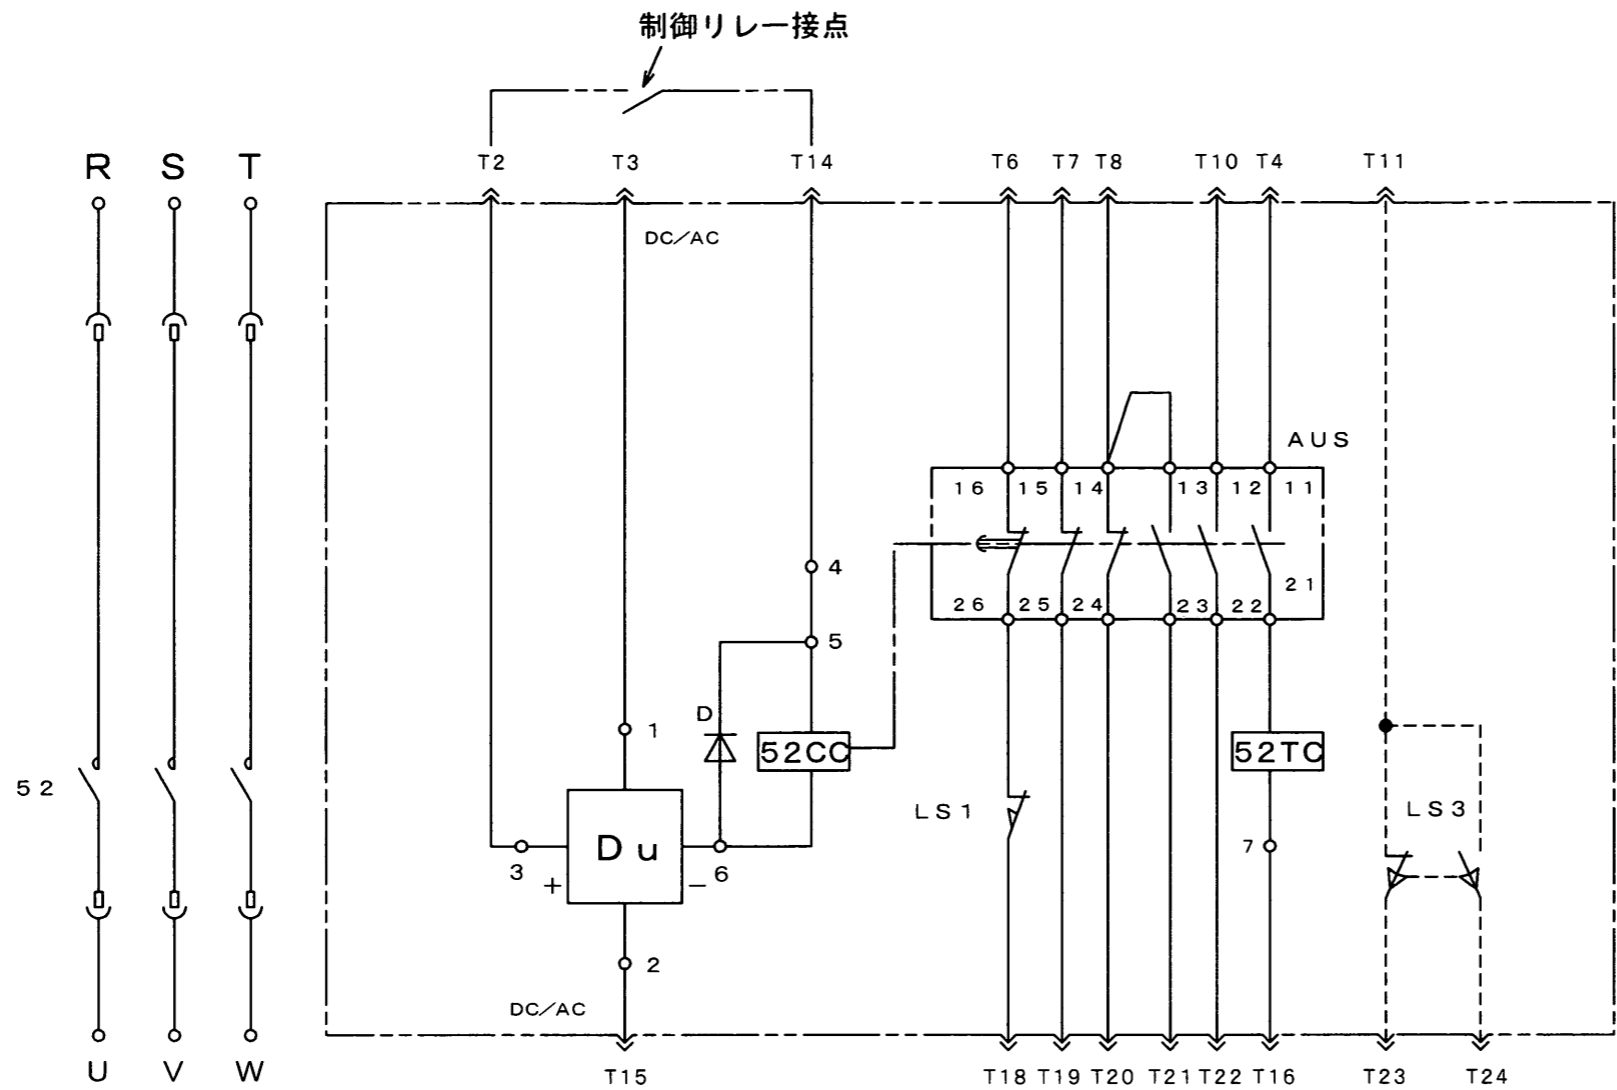 制御リレー接点
R S T
T2 T3 T14 T6 T7 T8 T10 T4 T11
DC/AC
AUS
16 15 14 13 12 11
4
21
26 25 24 23 22
5
D
1
52CC
52TC
52
LS1
LS3
Du
7
3
6
+
−
2
DC/AC
U V W
T15 T18 T19 T20 T21 T22 T16 T23 T24